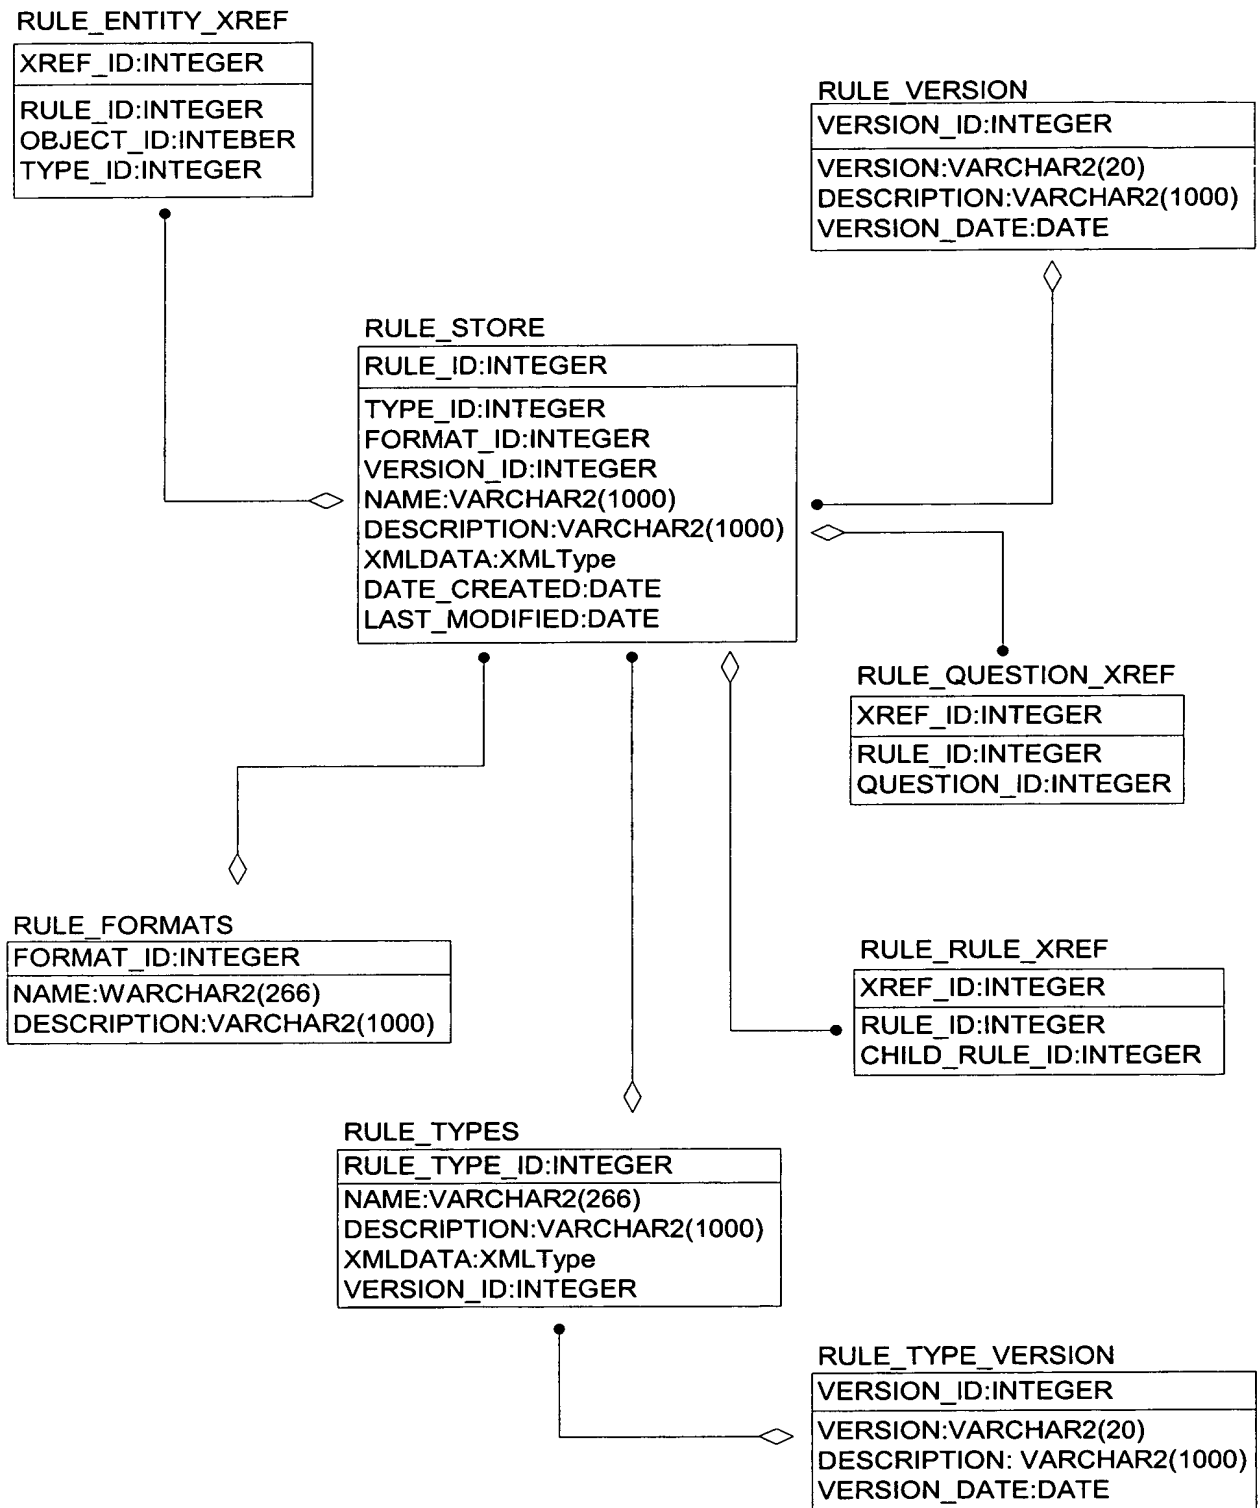 RULE_ENTITY_XREF
XREF_ID:INTEGER
RULE_ID:INTEGER
OBJECT_ID:INTEBER
TYPE_ID:INTEGER
RULE_VERSION
VERSION_ID:INTEGER
VERSION:VARCHAR2(20)
DESCRIPTION:VARCHAR2(1000)
VERSION_DATE:DATE
RULE_STORE
RULE_ID:INTEGER
TYPE_ID:INTEGER
FORMAT_ID:INTEGER
VERSION_ID:INTEGER
NAME:VARCHAR2(1000)
DESCRIPTION:VARCHAR2(1000)
XMLDATA:XMLType
DATE_CREATED:DATE
LAST_MODIFIED:DATE
RULE_QUESTION_XREF
XREF_ID:INTEGER
RULE_ID:INTEGER
QUESTION_ID:INTEGER
RULE_FORMATS
FORMAT_ID:INTEGER
NAME:WARCHAR2(266)
DESCRIPTION:VARCHAR2(1000)
RULE_RULE_XREF
XREF_ID:INTEGER
RULE_ID:INTEGER
CHILD_RULE_ID:INTEGER
RULE_TYPES
RULE_TYPE_ID:INTEGER
NAME:VARCHAR2(266)
DESCRIPTION:VARCHAR2(1000)
XMLDATA:XMLType
VERSION_ID:INTEGER
RULE_TYPE_VERSION
VERSION_ID:INTEGER
VERSION:VARCHAR2(20)
DESCRIPTION: VARCHAR2(1000)
VERSION_DATE:DATE